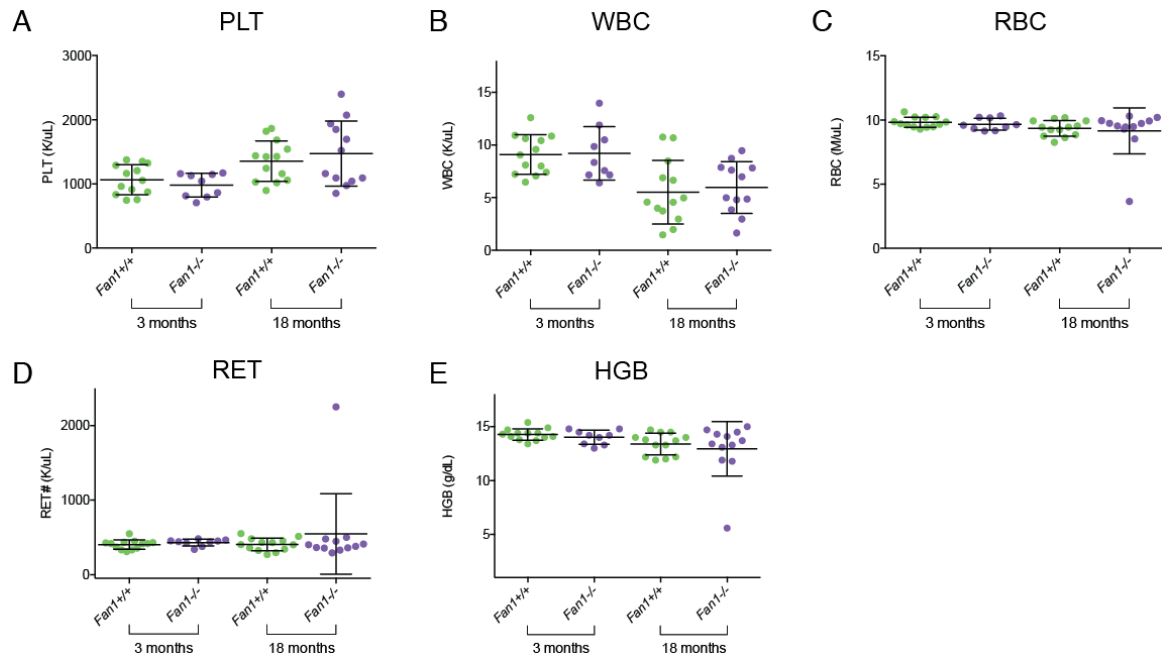 A PLT
3000
2000
1000
0
PLT (K/uL)
Fan1+/+ Fan1-/- Fan1+/+ Fan1-/-
3 months 18 months
B WBC
15
10
5
0
WBC (K/uL)
Fan1+/+ Fan1-/- Fan1+/+ Fan1-/-
3 months 18 months
C RBC
15
10
5
0
RBC (M/uL)
Fan1+/+ Fan1-/- Fan1+/+ Fan1-/-
3 months 18 months
D RET
2000
1000
0
RET# (K/uL)
Fan1+/+ Fan1-/- Fan1+/+ Fan1-/-
3 months 18 months
E HGB
15
10
5
HGB (g/dL)
Fan1+/+ Fan1-/- Fan1+/+ Fan1-/-
3 months 18 months